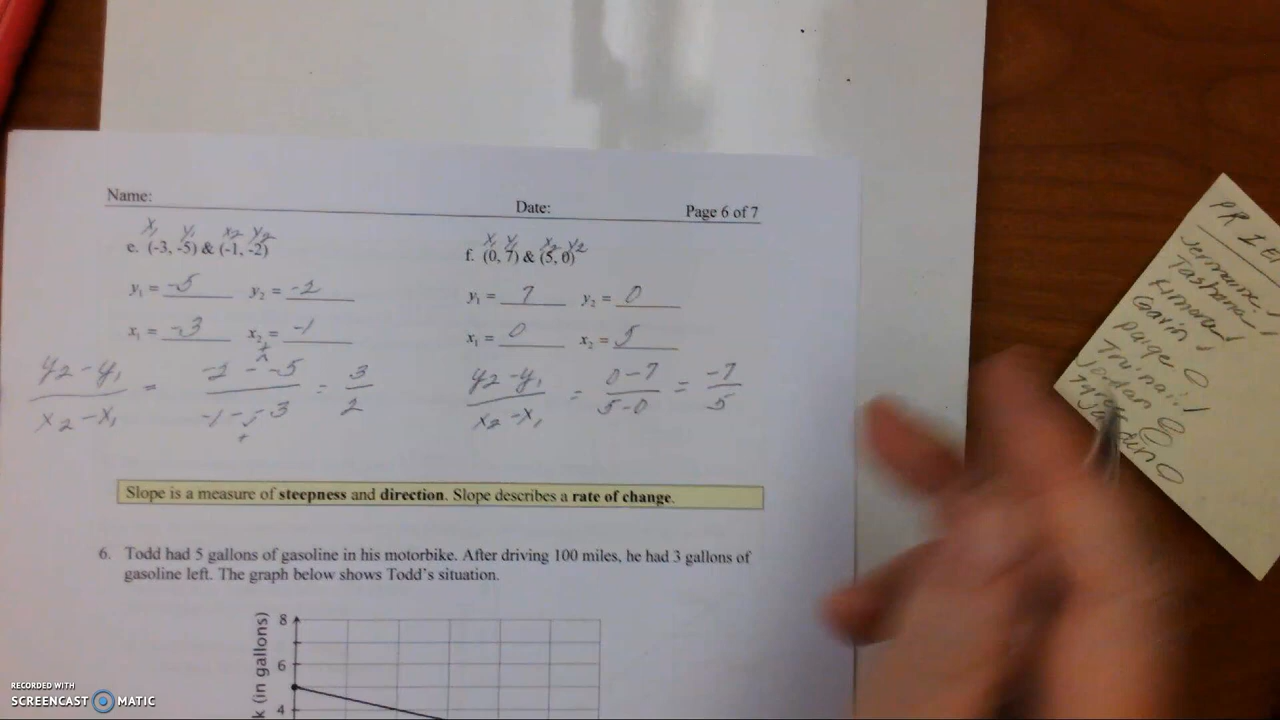 Name: Date: Page 6 of 7
x₁ y₁ x₂ y₂
e. (-3, -5) & (-1, -2)
y₁ = -5 y₂ = -2
x₁ = -3 x₂ = -1
y₂ - y₁ / x₂ - x₁ = -2 - -5 / -1 - -3 = 3/2
x₁ y₁ x₂ y₂
f. (0, 7) & (5, 0)
y₁ = 7 y₂ = 0
x₁ = 0 x₂ = 5
y₂ - y₁ / x₂ - x₁ = 0 - 7 / 5 - 0 = -7/5
Slope is a measure of steepness and direction. Slope describes a rate of change.
6. Todd had 5 gallons of gasoline in his motorbike. After driving 100 miles, he had 3 gallons of
gasoline left. The graph below shows Todd's situation.
(in gallons)
8
6
4
PR 1
Jermaine
Tashana
Kimora
Gavin
Paige O
Jordan
RECORDED WITH
SCREENCAST MATIC